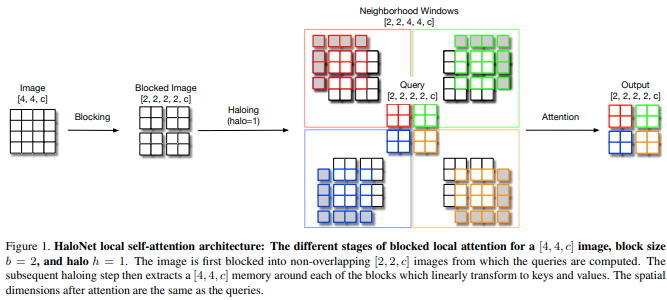 Neighborhood Windows
[2, 2, 4, 4, c]
Image
[4, 4, c]
Blocking
Blocked Image
[2, 2, 2, 2, c]
Haloing
(halo=1)
Query
[2, 2, 2, 2, c]
Attention
Output
[2, 2, 2, 2, c]
Figure 1. HaloNet local self-attention architecture: The different stages of blocked local attention for a [4, 4, c] image, block size
b = 2, and halo h = 1. The image is first blocked into non-overlapping [2, 2, c] images from which the queries are computed. The
subsequent haloing step then extracts a [4, 4, c] memory around each of the blocks which linearly transform to keys and values. The spatial
dimensions after attention are the same as the queries.